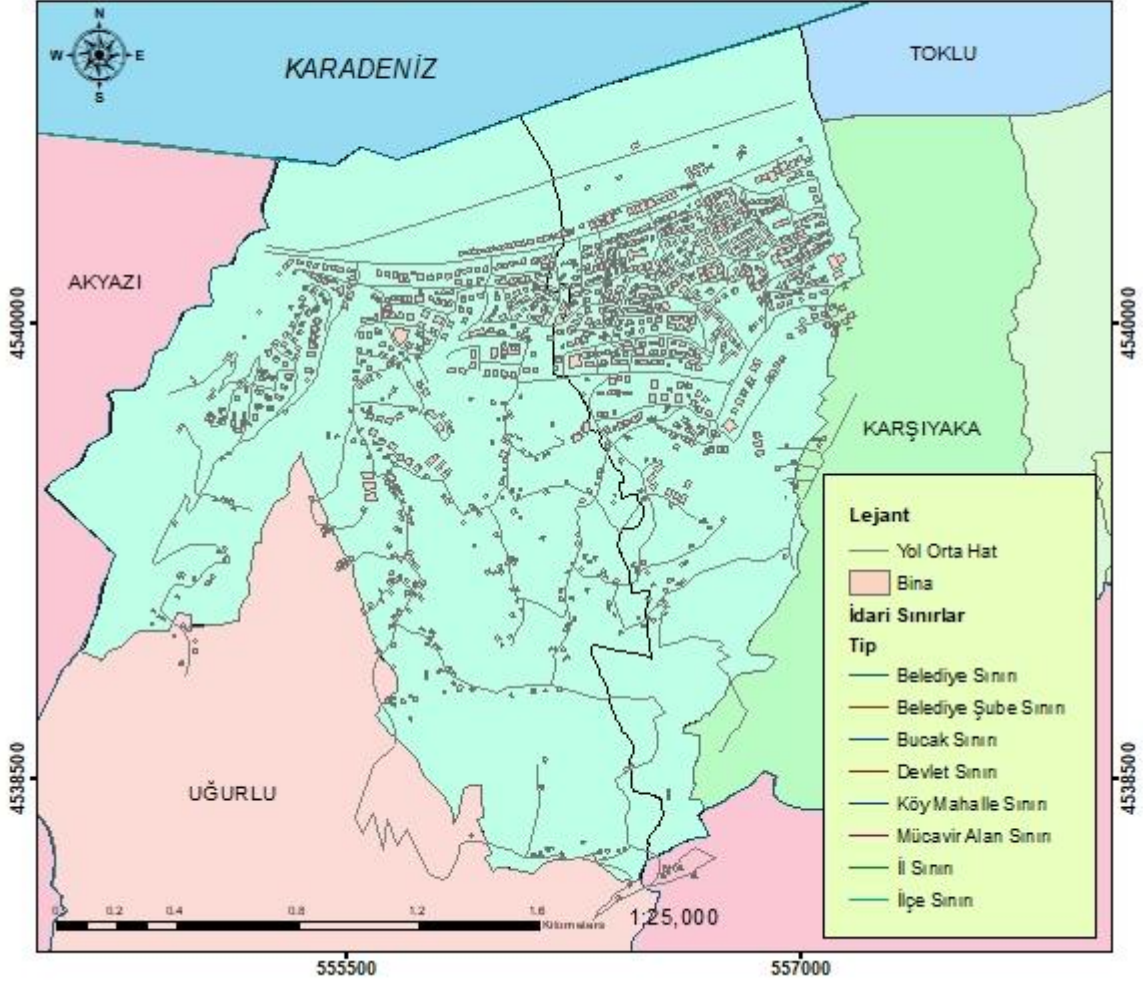 N
W E
S
KARADENİZ
TOKLU
AKYAZI
KARŞIYAKA
UĞURLU
4540000
4540000
4538500
4538500
Lejant
Yol Orta Hat
Bina
İdari Sınırlar
Tip
Belediye Sınırı
Belediye Şube Sınırı
Bucak Sınırı
Devlet Sınırı
Köy Mahalle Sınırı
Mücavir Alan Sınırı
İl Sınırı
İlçe Sınırı
0 0.2 0.4 0.8 1.2 1.6
Kilometers
1:25,000
555500
557000